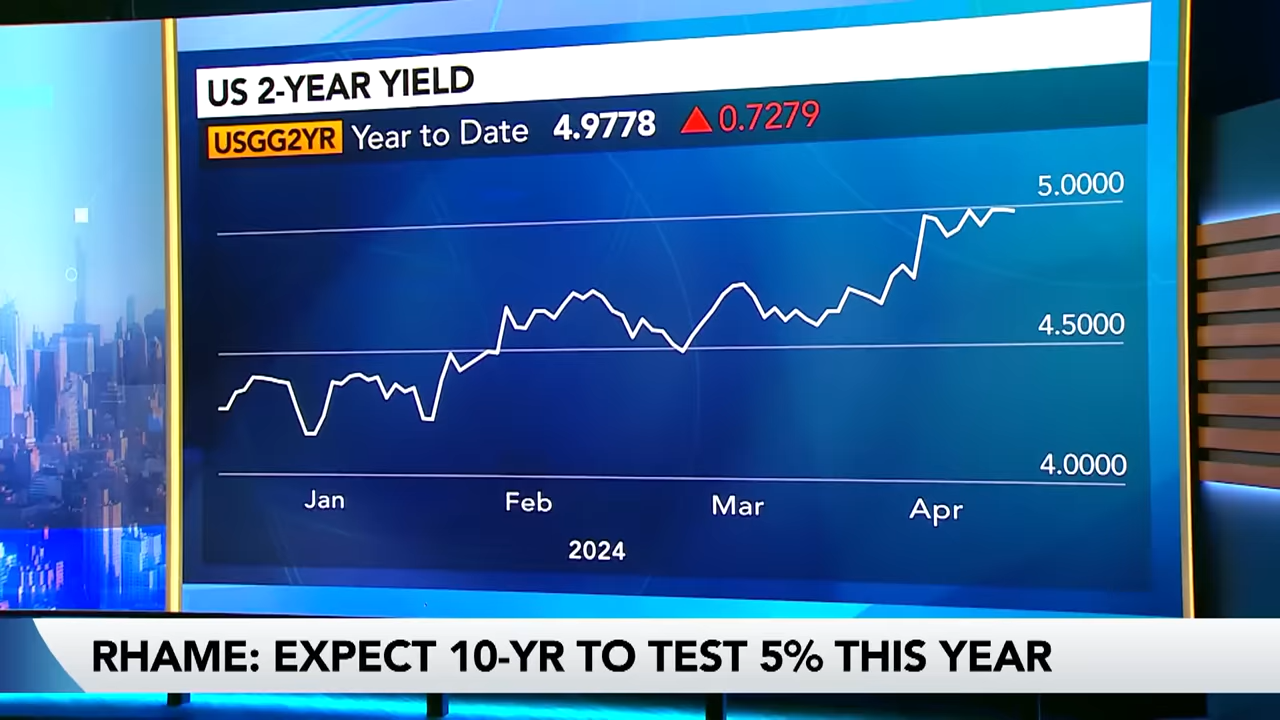 US 2-YEAR YIELD
USGG2YR Year to Date 4.9778 ▲0.7279
5.0000
4.5000
4.0000
Jan Feb Mar Apr
2024
RHAME: EXPECT 10-YR TO TEST 5% THIS YEAR